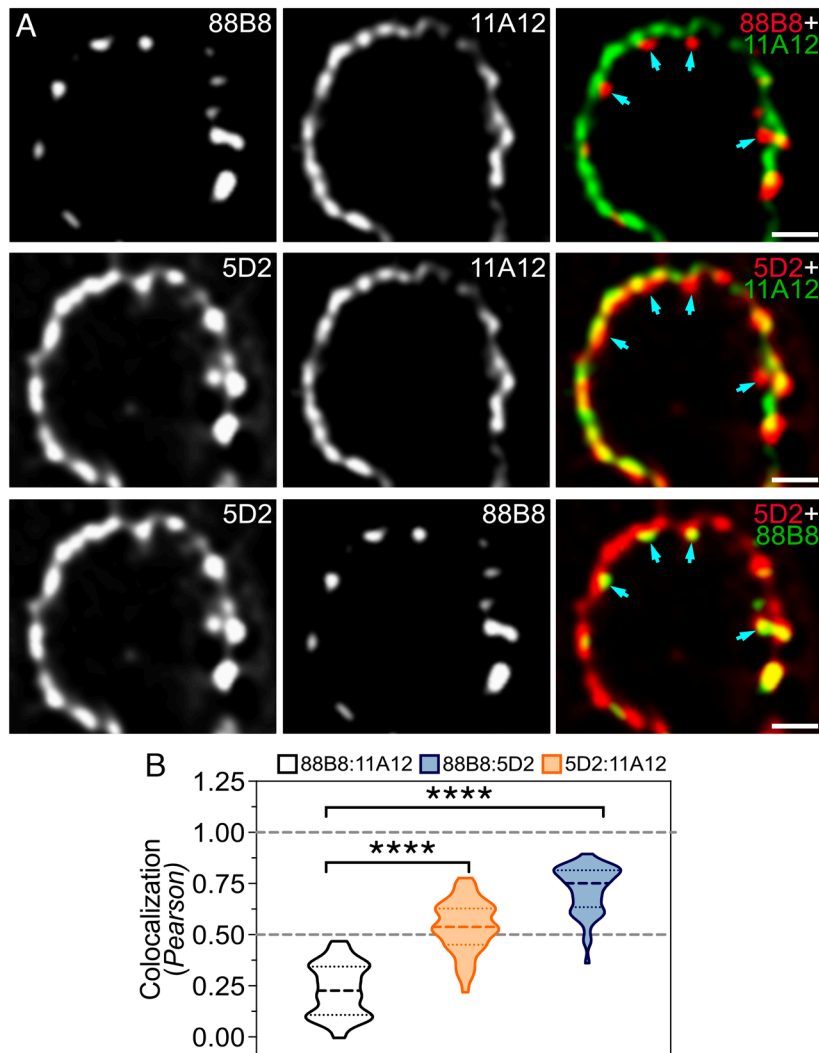 A
88B8
11A12
88B8+
11A12
5D2
11A12
5D2+
11A12
5D2
88B8
5D2+
88B8
B
88B8:11A12 88B8:5D2 5D2:11A12
1.25
1.00
0.75
0.50
0.25
0.00
Colocalization
(Pearson)
****
****